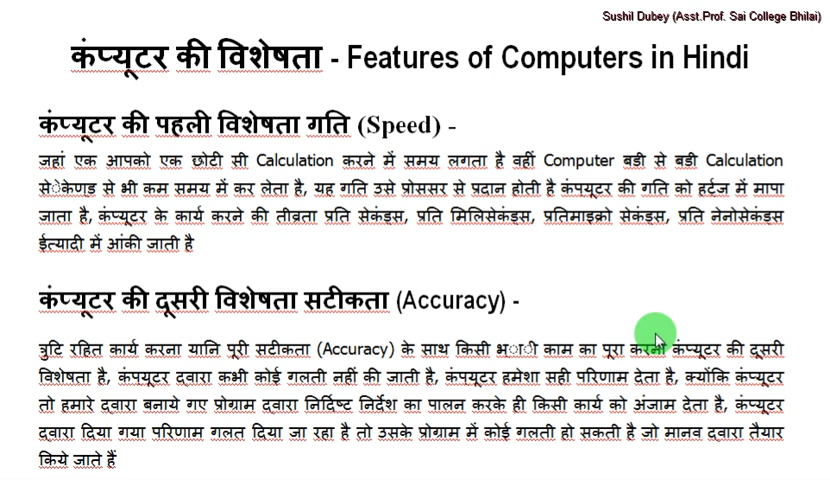 Sushil Dubey (Asst.Prof. Sai College Bhilai)
कंप्यूटर की विशेषता - Features of Computers in Hindi
कंप्यूटर की पहली विशेषता गति (Speed) -
जहां एक आपको एक छोटी सी Calculation करने में समय लगता है वहीं Computer बडी से बडी Calculation
सेेकेण्ड से भी कम समय में कर लेता है, यह गति उसे प्रोससर से प्रदान होती है कंपयूटर की गति को हर्ट्ज में मापा
जाता है, कंप्यूटर के कार्य करने की तीव्रता प्रति सेकंड्स, प्रति मिलिसेकंड्स, प्रतिमाइक्रो सेकंड्स, प्रति नेनोसेकंड्स
ईत्यादी में आंकी जाती है
कंप्यूटर की दूसरी विशेषता सटीकता (Accuracy) -
त्रुटि रहित कार्य करना यानि पूरी सटीकता (Accuracy) के साथ किसी भाी काम का पूरा करना कंप्यूटर की दूसरी
विशेषता है, कंपयूटर द्वारा कभी कोई गलती नहीं की जाती है, कंपयूटर हमेशा सही परिणाम देता है, क्योंकि कंप्यूटर
तो हमारे द्वारा बनाये गए प्रोग्राम द्वारा निर्दिष्ट निर्देश का पालन करके ही किसी कार्य को अंजाम देता है, कंप्यूटर
द्वारा दिया गया परिणाम गलत दिया जा रहा है तो उसके प्रोग्राम में कोई गलती हो सकती है जो मानव द्वारा तैयार
किये जाते हैं